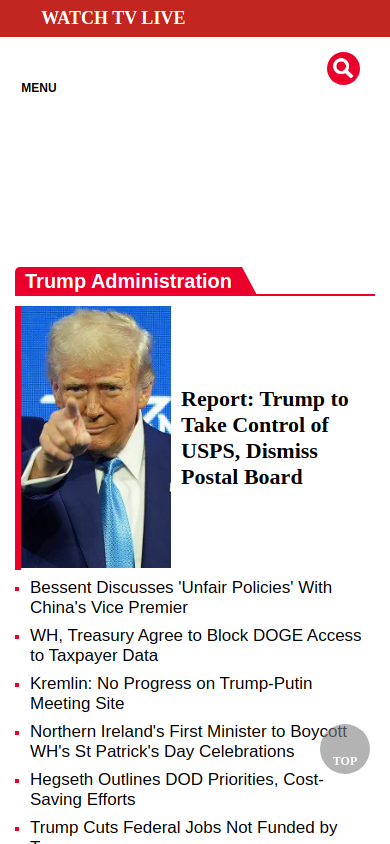 WATCH TV LIVE
MENU
Trump Administration
Report: Trump to
Take Control of
USPS, Dismiss
Postal Board
Bessent Discusses 'Unfair Policies' With
China's Vice Premier
WH, Treasury Agree to Block DOGE Access
to Taxpayer Data
Kremlin: No Progress on Trump-Putin
Meeting Site
Northern Ireland's First Minister to Boycott
WH's St Patrick's Day Celebrations
TOP
Hegseth Outlines DOD Priorities, Cost-
Saving Efforts
Trump Cuts Federal Jobs Not Funded by